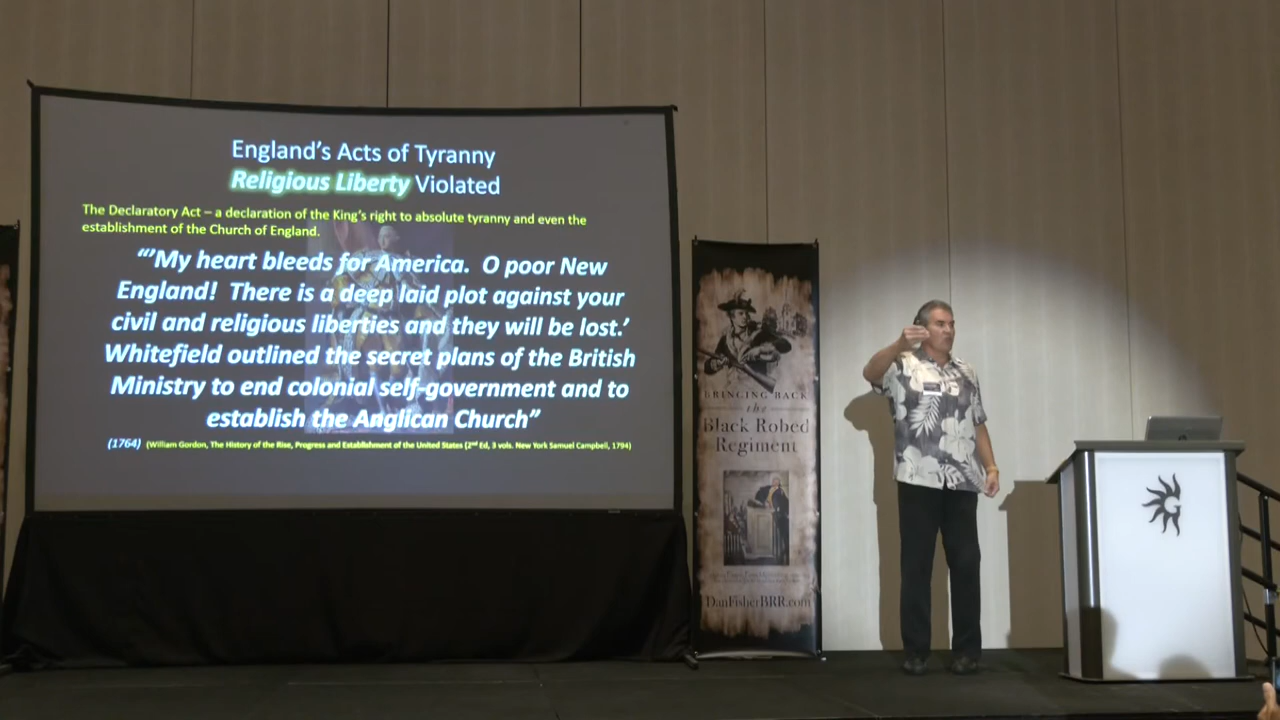 England's Acts of Tyranny
Religious Liberty Violated
The Declaratory Act – a declaration of the King's right to absolute tyranny and even the
establishment of the Church of England.
"'My heart bleeds for America.  O poor New
England!  There is a deep laid plot against your
civil and religious liberties and they will be lost.'
Whitefield outlined the secret plans of the British
Ministry to end colonial self-government and to
establish the Anglican Church"
(1764) (William Gordon, The History of the Rise, Progress and Establishment of the United States (2nd Ed, 3 vols. New York Samuel Campbell, 1794)
BRINGING BACK
the
Black Robed
Regiment
DanFisherBRR.com